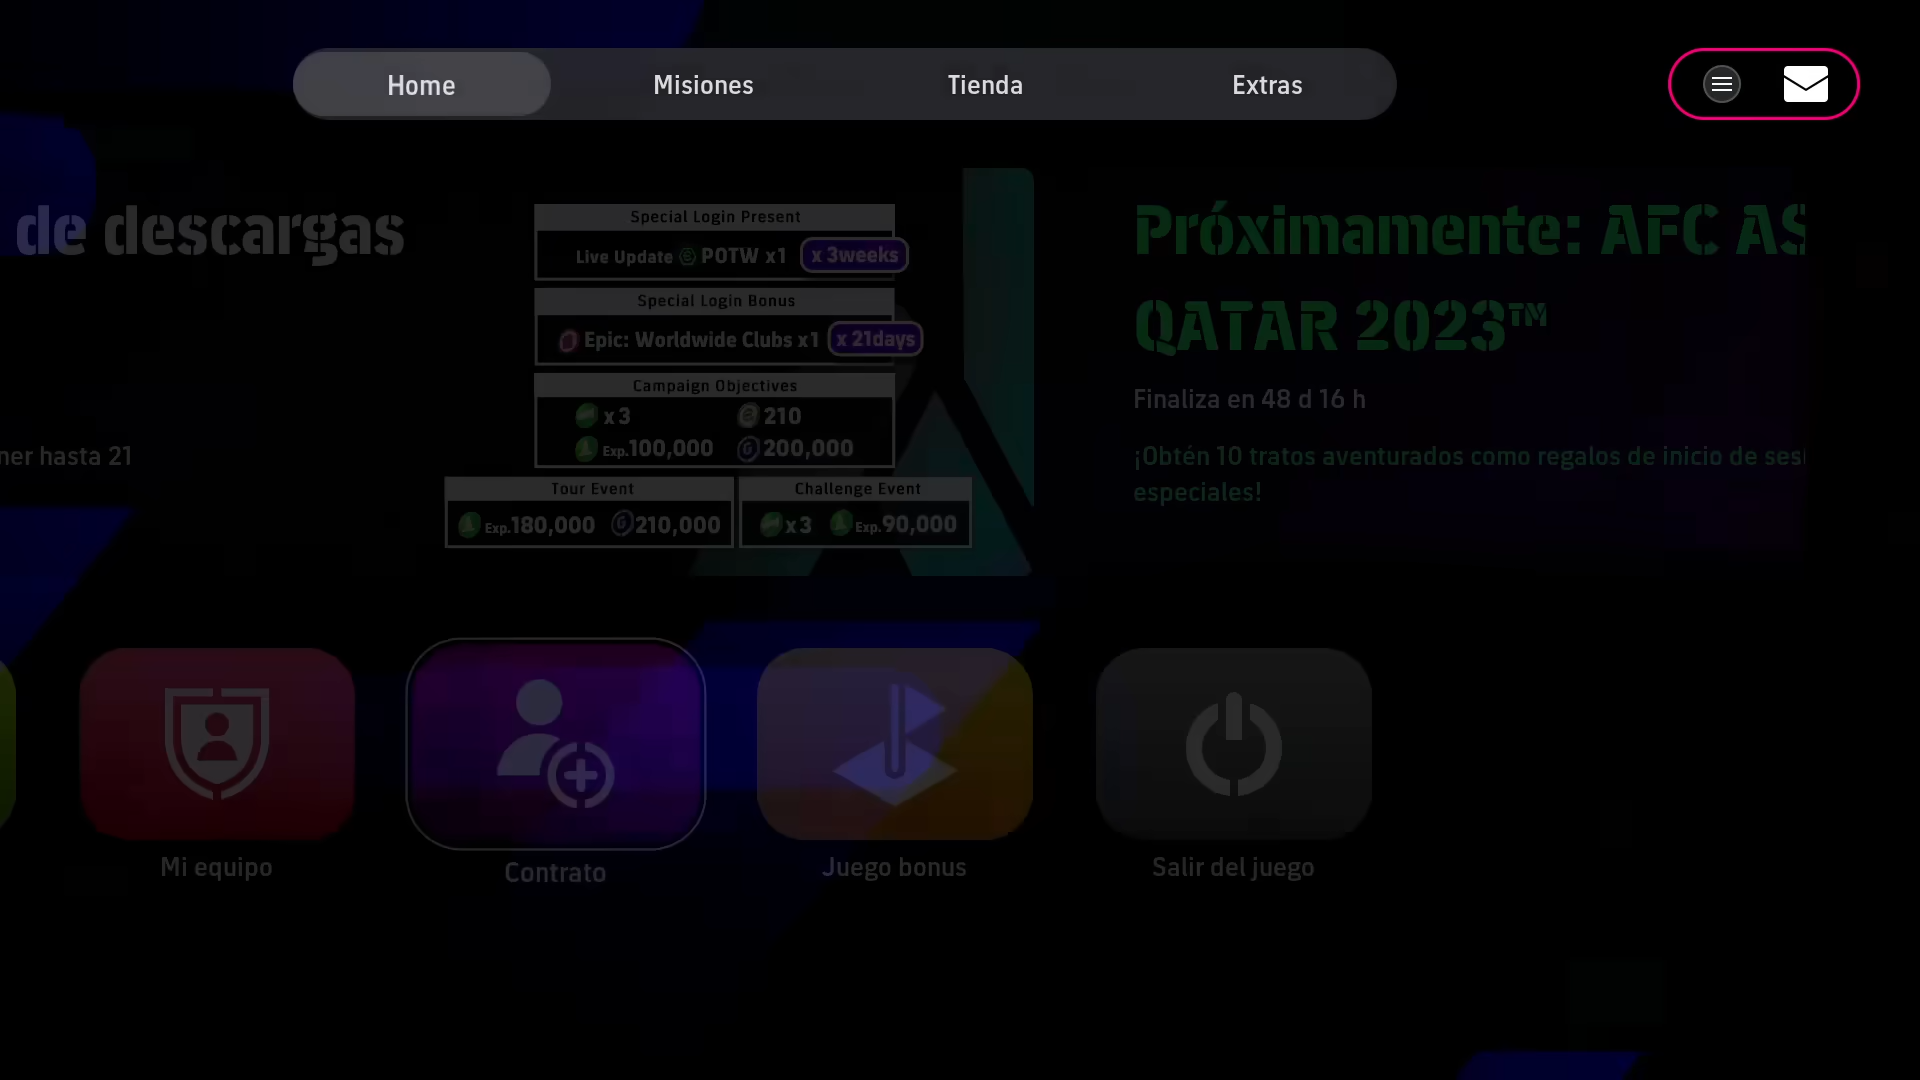 Home
Misiones
Tienda
Extras
de descargas
ner hasta 21
Special Login Present
Live Update POTW x1 x 3weeks
Special Login Bonus
Epic: Worldwide Clubs x1 x 21days
Campaign Objectives
x3 210
Exp.100,000 200,000
Tour Event
Exp.180,000 210,000
Challenge Event
x3 Exp.90,000
Próximamente: AFC AS
QATAR 2023™
Finaliza en 48 d 16 h
¡Obtén 10 tratos aventurados como regalos de inicio de sesi
especiales!
Mi equipo
Contrato
Juego bonus
Salir del juego